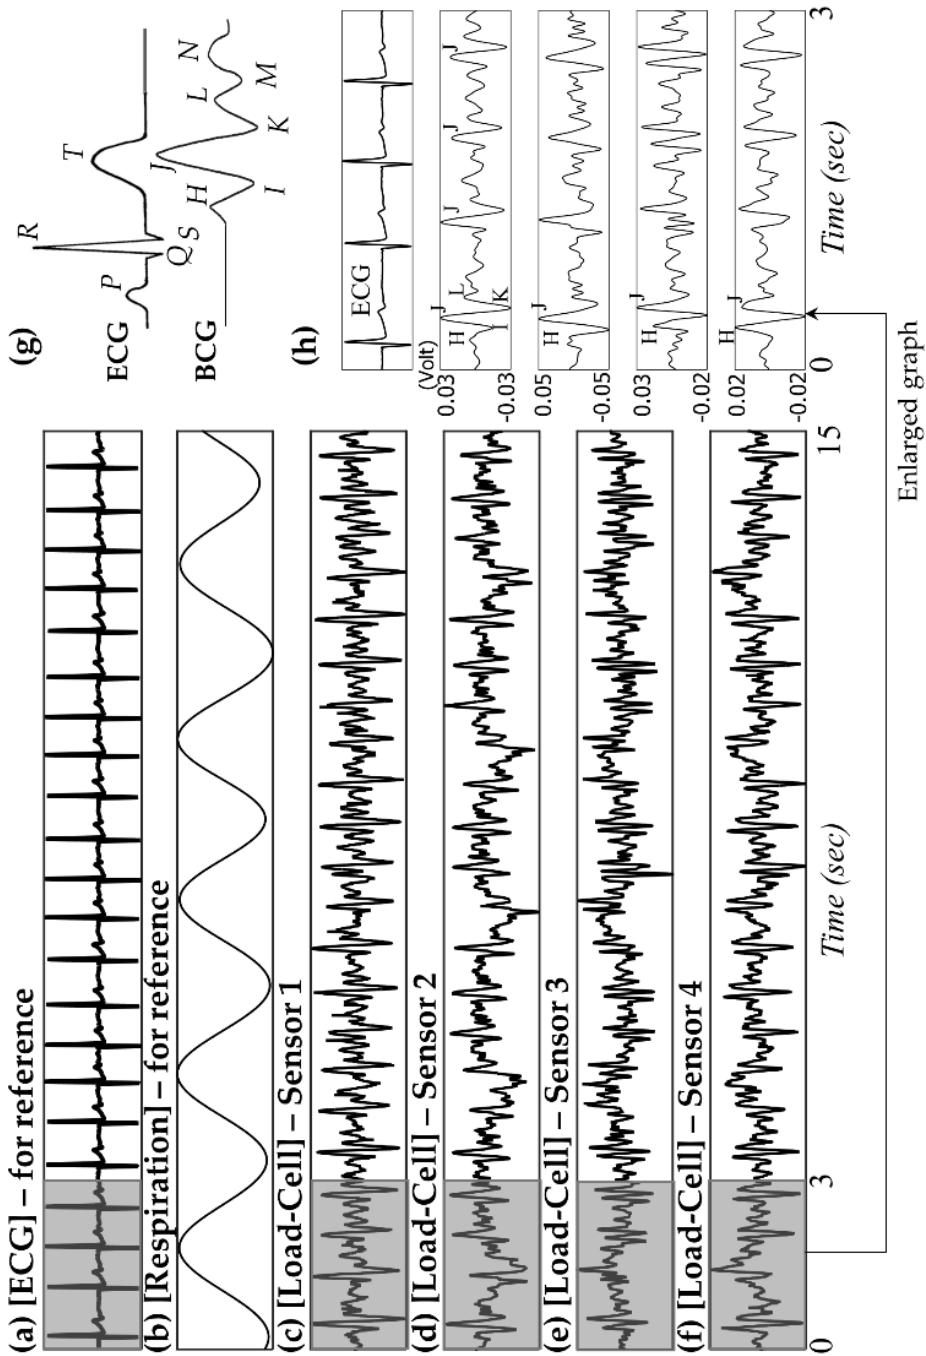 (a) [ECG] – for reference
(b) [Respiration] – for reference
(c) [Load-Cell] – Sensor 1
(d) [Load-Cell] – Sensor 2
(e) [Load-Cell] – Sensor 3
(f) [Load-Cell] – Sensor 4
0
3
15
Time (sec)
Enlarged graph
(g)
ECG
P
Q
R
S
T
BCG
H
I
J
K
L
M
N
(h)
ECG
(Volt)
0.03
-0.03
H
I
J
K
L
J
J
J
0.05
-0.05
H
J
0.03
-0.02
H
J
0.02
-0.02
H
J
0
3
Time (sec)